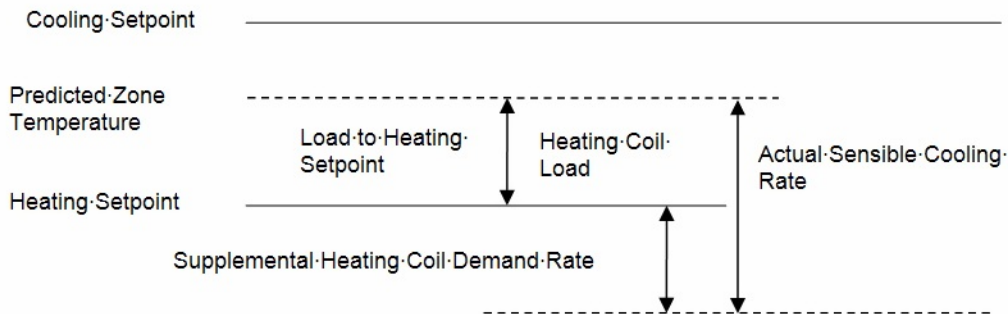 Cooling·Setpoint
Predicted·Zone
Temperature
Load·to·Heating·
Setpoint
Heating·Coil·
Load
Actual·Sensible·Cooling·
Rate
Heating·Setpoint
Supplemental·Heating·Coil·Demand·Rate